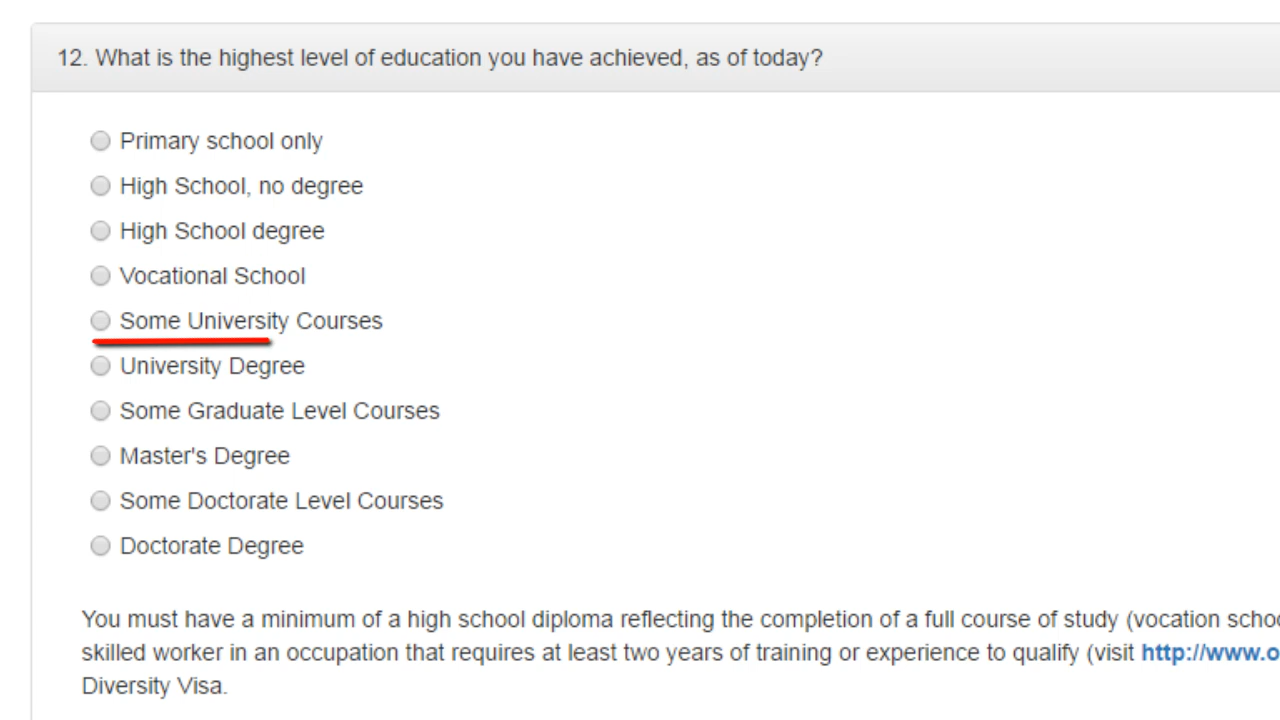 12. What is the highest level of education you have achieved, as of today?
Primary school only
High School, no degree
High School degree
Vocational School
Some University Courses
University Degree
Some Graduate Level Courses
Master's Degree
Some Doctorate Level Courses
Doctorate Degree
You must have a minimum of a high school diploma reflecting the completion of a full course of study (vocation schoo
skilled worker in an occupation that requires at least two years of training or experience to qualify (visit http://www.o
Diversity Visa.